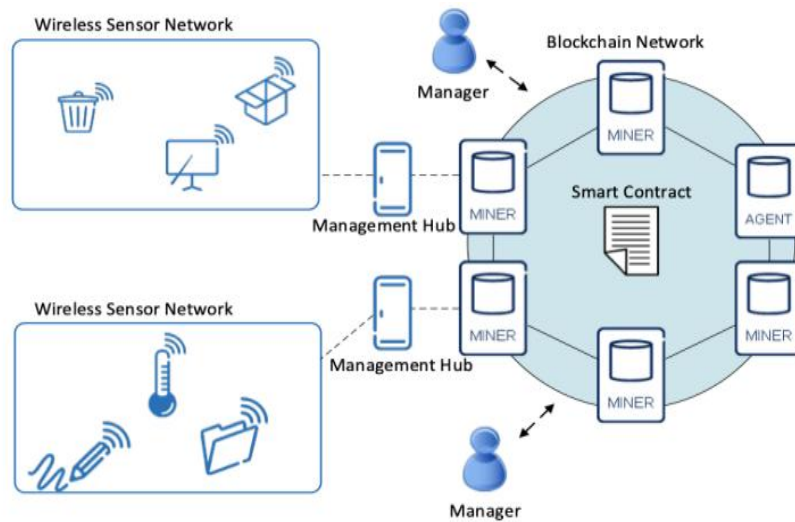 Wireless Sensor Network
Manager
Blockchain Network
MINER
MINER
AGENT
Management Hub
Smart Contract
Wireless Sensor Network
MINER
MINER
Management Hub
MINER
Manager